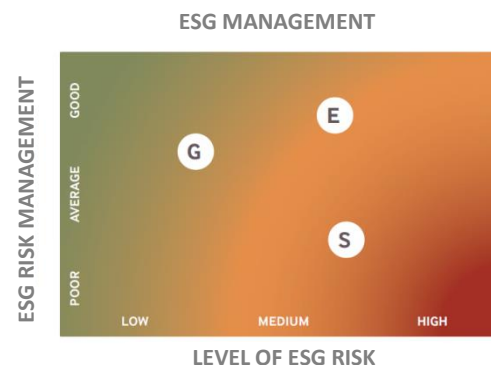 ESG MANAGEMENT
ESG RISK MANAGEMENT
GOOD
AVERAGE
POOR
G
E
S
LOW
MEDIUM
HIGH
LEVEL OF ESG RISK